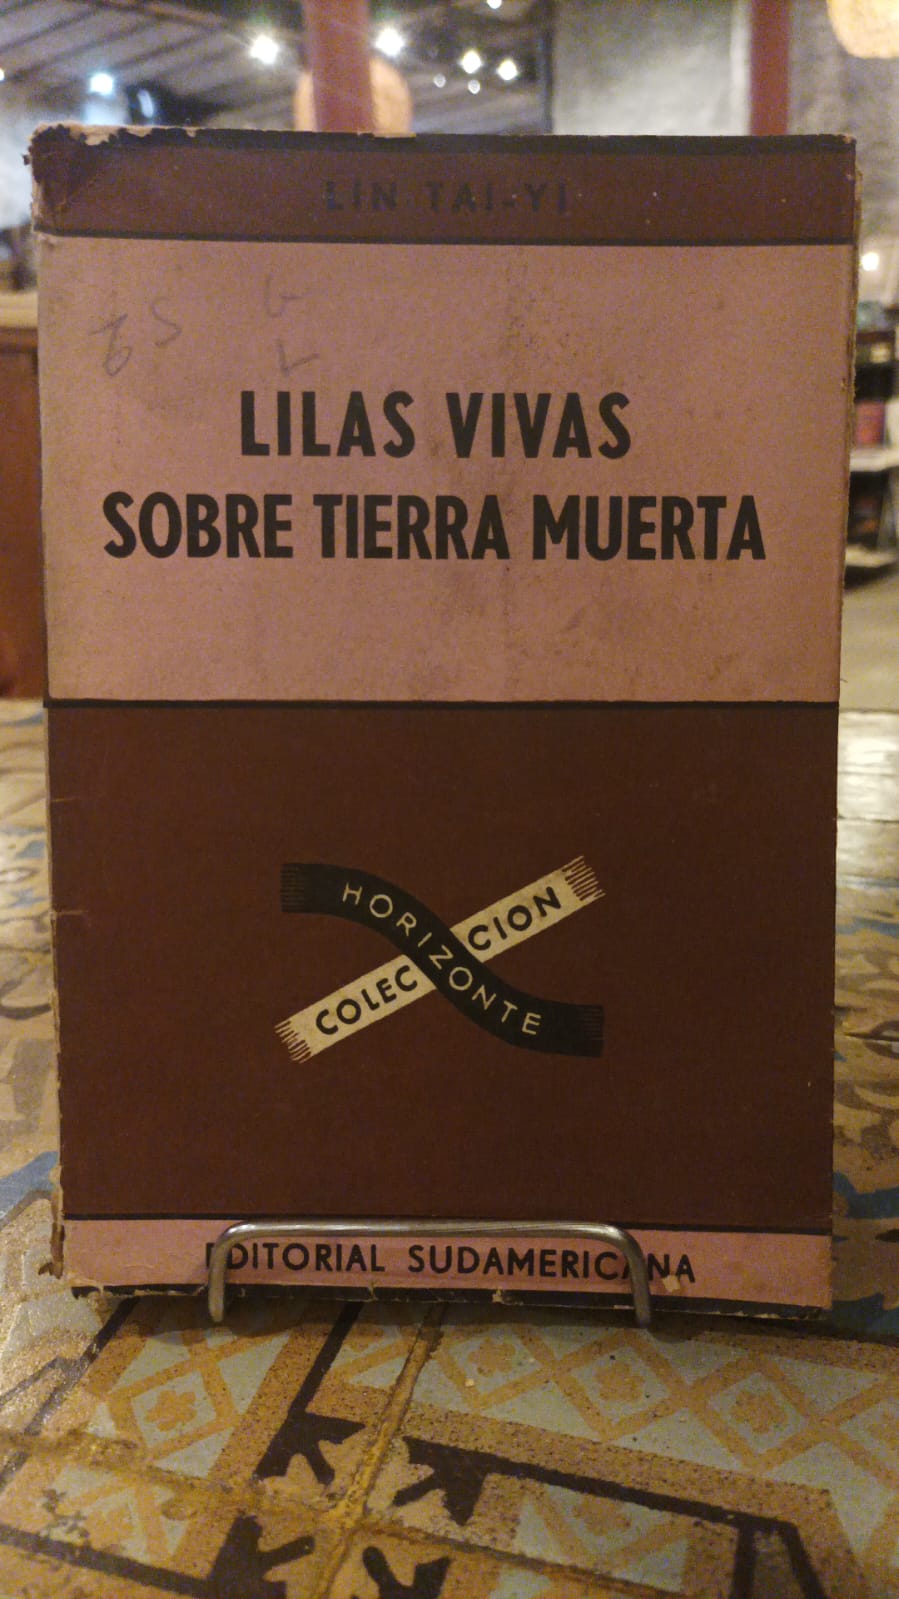 LIN TAI-YI
LILAS VIVAS
SOBRE TIERRA MUERTA
COLECCION
HORIZONTE
EDITORIAL SUDAMERICANA